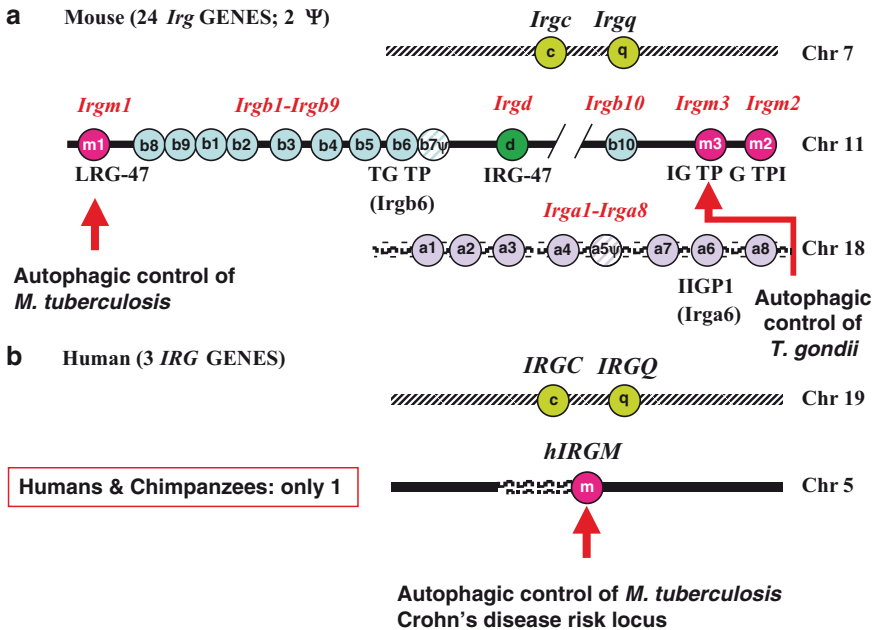 a Mouse (24 Irg GENES; 2 Ψ)
Irgc Irgq
c q Chr 7
Irgm1 Irgb1-Irgb9 Irgd Irgb10 Irgm3 Irgm2
m1 b8 b9 b1 b2 b3 b4 b5 b6 b7ψ d b10 m3 m2 Chr 11
LRG-47 TG TP IRG-47 IG TP G TPI
(Irgb6)
Irga1-Irga8
a1 a2 a3 a4 a5ψ a7 a6 a8 Chr 18
IIGP1
(Irga6)
Autophagic control of
M. tuberculosis
Autophagic
control of
T. gondii
b Human (3 IRG GENES)
IRGC IRGQ
c q Chr 19
hIRGM
Humans & Chimpanzees: only 1
m Chr 5
Autophagic control of M. tuberculosis
Crohn's disease risk locus